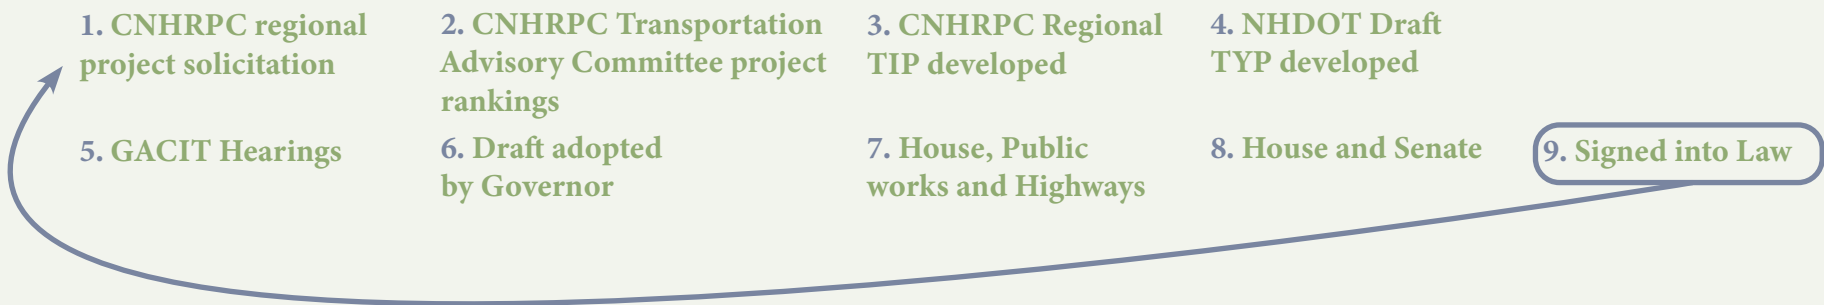 1. CNHRPC regional
project solicitation
2. CNHRPC Transportation
Advisory Committee project
rankings
3. CNHRPC Regional
TIP developed
4. NHDOT Draft
TYP developed
5. GACIT Hearings
6. Draft adopted
by Governor
7. House, Public
works and Highways
8. House and Senate
9. Signed into Law